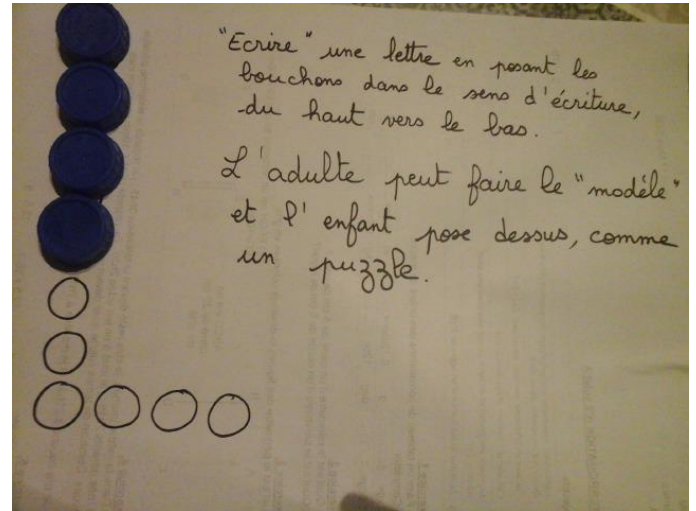 "Ecrire" une lettre en posant les
bouchons dans le sens d'écriture,
du haut vers le bas.
L'adulte peut faire le "modèle"
et l'enfant pose dessus, comme
un puzzle.